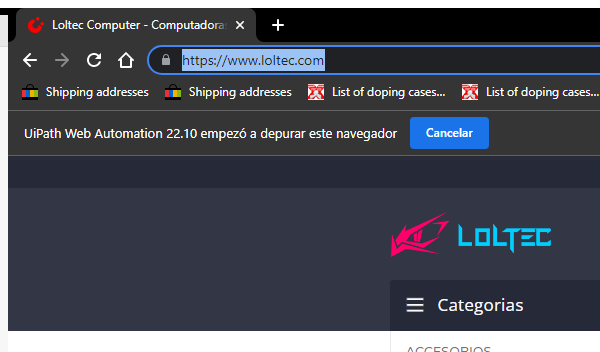 Loltec Computer - Computadoras
https://www.loltec.com
Shipping addresses Shipping addresses List of doping cases... List of doping cases...
UiPath Web Automation 22.10 empezó a depurar este navegador Cancelar
LOLTEC
Categorias
ACCESORIOS